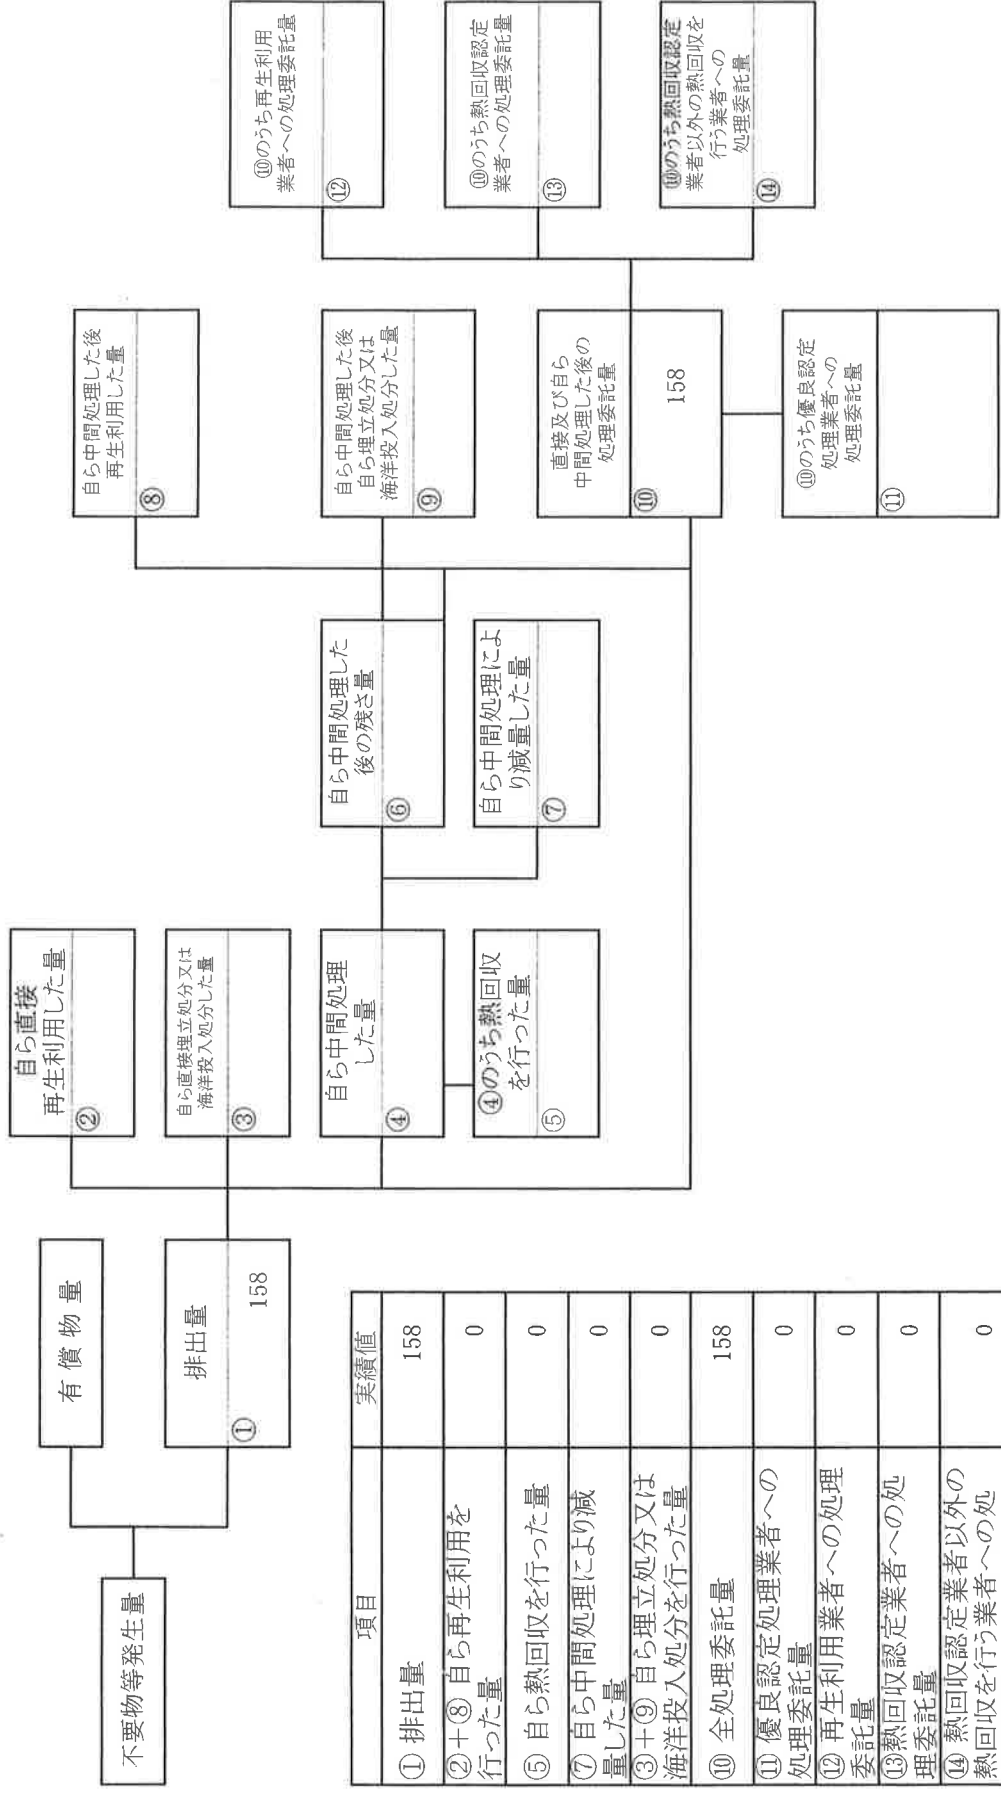 不要物等発生量
有償物量
排出量
①
158
自ら直接
再生利用した量
②
自ら直接埋立処分又は
海洋投入処分した量
③
自ら中間処理
した量
④
④のうち熱回収
を行った量
⑤
自ら中間処理した
後の残さ量
⑥
自ら中間処理によ
り減量した量
⑦
自ら中間処理した後
再生利用した量
⑧
自ら中間処理した後
自ら埋立処分又は
海洋投入処分した量
⑨
直接及び自ら
中間処理した後の
処理委託量
⑩
158
⑩のうち優良認定
処理業者への
処理委託量
⑪
⑩のうち再生利用
業者への処理委託量
⑫
⑩のうち熱回収認定
業者への処理委託量
⑬
⑩のうち熱回収認定
業者以外の熱回収を
行う業者への
処理委託量
⑭
項目 実績値
① 排出量 158
②+⑧ 自ら再生利用を
行った量 0
⑤ 自ら熱回収を行った量 0
⑦ 自ら中間処理により減
量した量 0
③+⑨ 自ら埋立処分又は
海洋投入処分を行った量 0
⑩ 全処理委託量 158
⑪ 優良認定処理業者への
処理委託量 0
⑫ 再生利用業者への処理
委託量 0
⑬熱回収認定業者への処
理委託量 0
⑭ 熱回収認定業者以外の
熱回収を行う業者への処 0